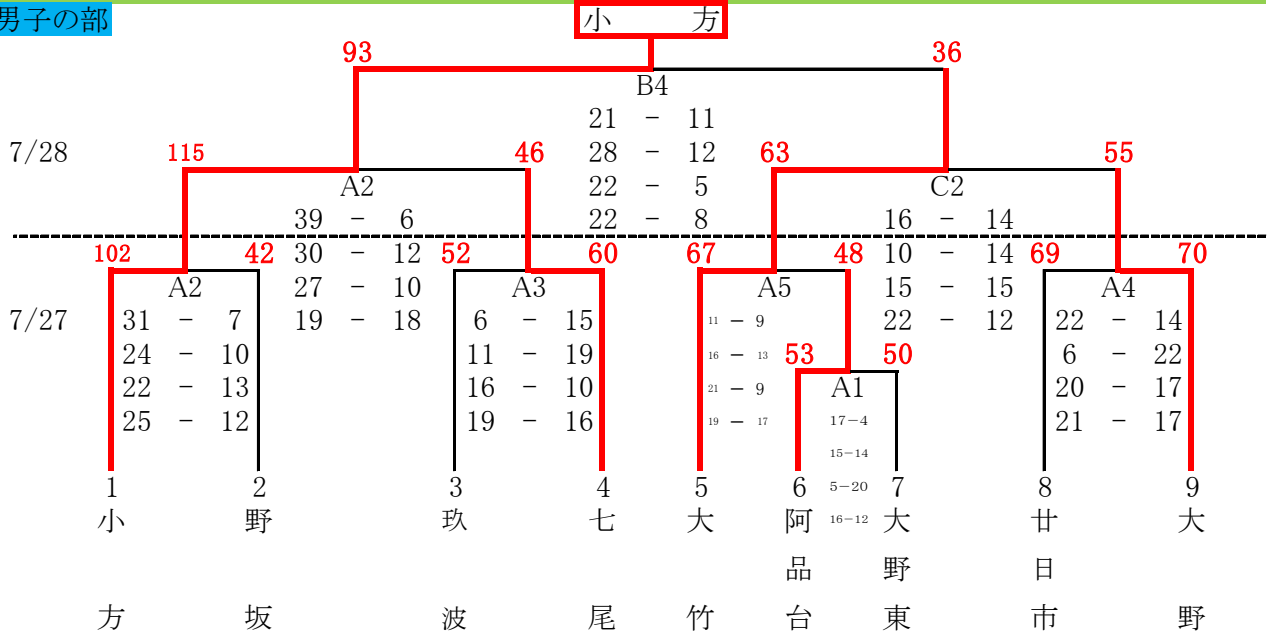 男子の部
小 方
93 36
B4
21 - 11
7/28 115 46 28 - 12 63 55
A2 22 - 5 C2
39 - 6 22 - 8 16 - 14
102 42 30 - 12 52 60 67 48 10 - 14 69 70
A2 27 - 10 A3 A5 15 - 15 A4
7/27 31 - 7 19 - 18 6 - 15 11 - 9 22 - 12 22 - 14
24 - 10 11 - 19 16 - 13 53 50 6 - 22
22 - 13 16 - 10 21 - 9 A1 20 - 17
25 - 12 19 - 16 19 - 17 17-4 21 - 17
15-14
1 2 3 4 5 6 5-20 7 8 9
小方 野坂 玖波 七尾 大竹 阿品台 16-12 大野東 廿日市 大野